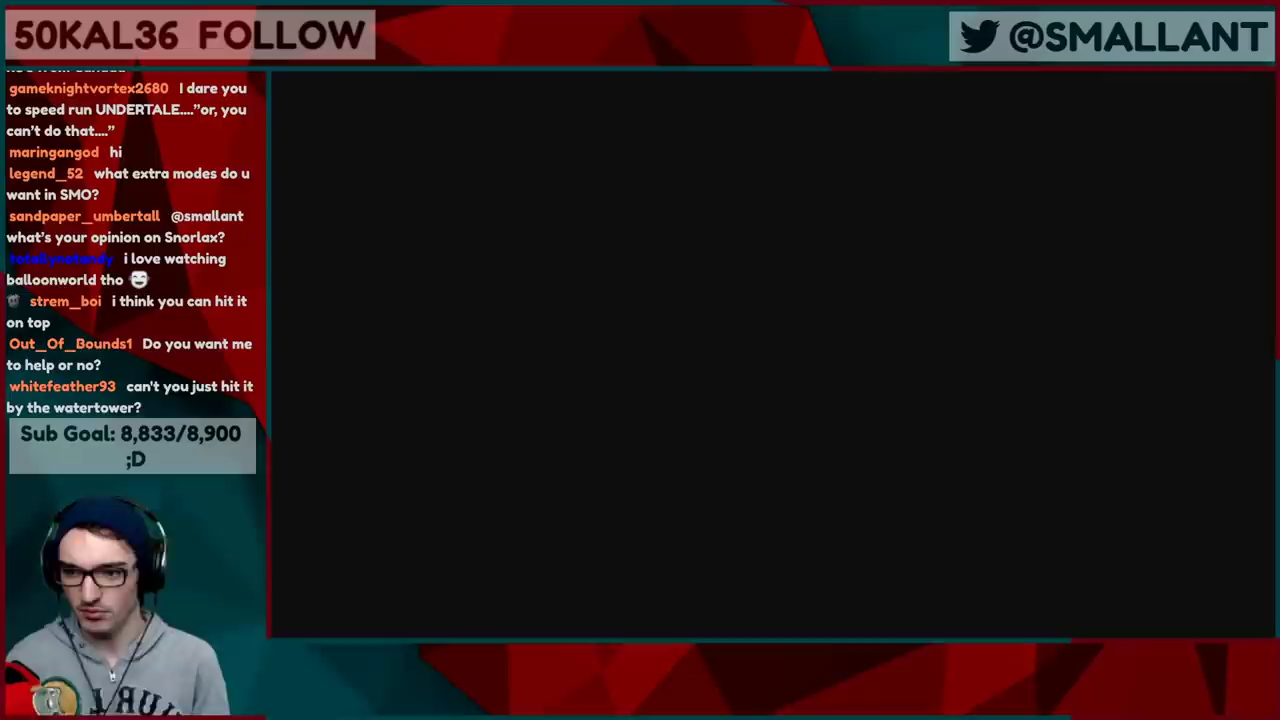 50KAL36 FOLLOW
@SMALLANT
gameknightvortex2680 I dare you
to speed run UNDERTALE...."or, you
can't do that...."
maringangod hi
legend_52 what extra modes do u
want in SMO?
sandpaper_umbertall @smallant
what's your opinion on Snorlax?
totallynotandy i love watching
balloonworld tho
strem_boi i think you can hit it
on top
Out_Of_Bounds1 Do you want me
to help or no?
whitefeather93 can't you just hit it
by the watertower?
Sub Goal: 8,833/8,900
;D